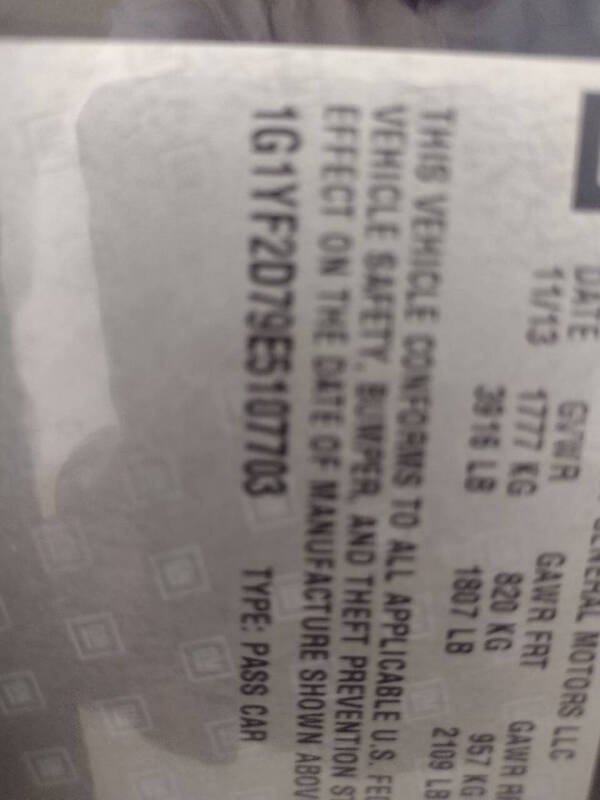 GENERAL MOTORS LLC
DATE GVWR GAWR FRT GAWR
11/13 1777 KG 820 KG 957 KG
3916 LB 1807 LB 2109 LB
THIS VEHICLE CONFORMS TO ALL APPLICABLE U.S. FE
VEHICLE SAFETY, BUMPER, AND THEFT PREVENTION S
EFFECT ON THE DATE OF MANUFACTURE SHOWN ABOV
1G1YF2D79E5107703 TYPE: PASS CAR